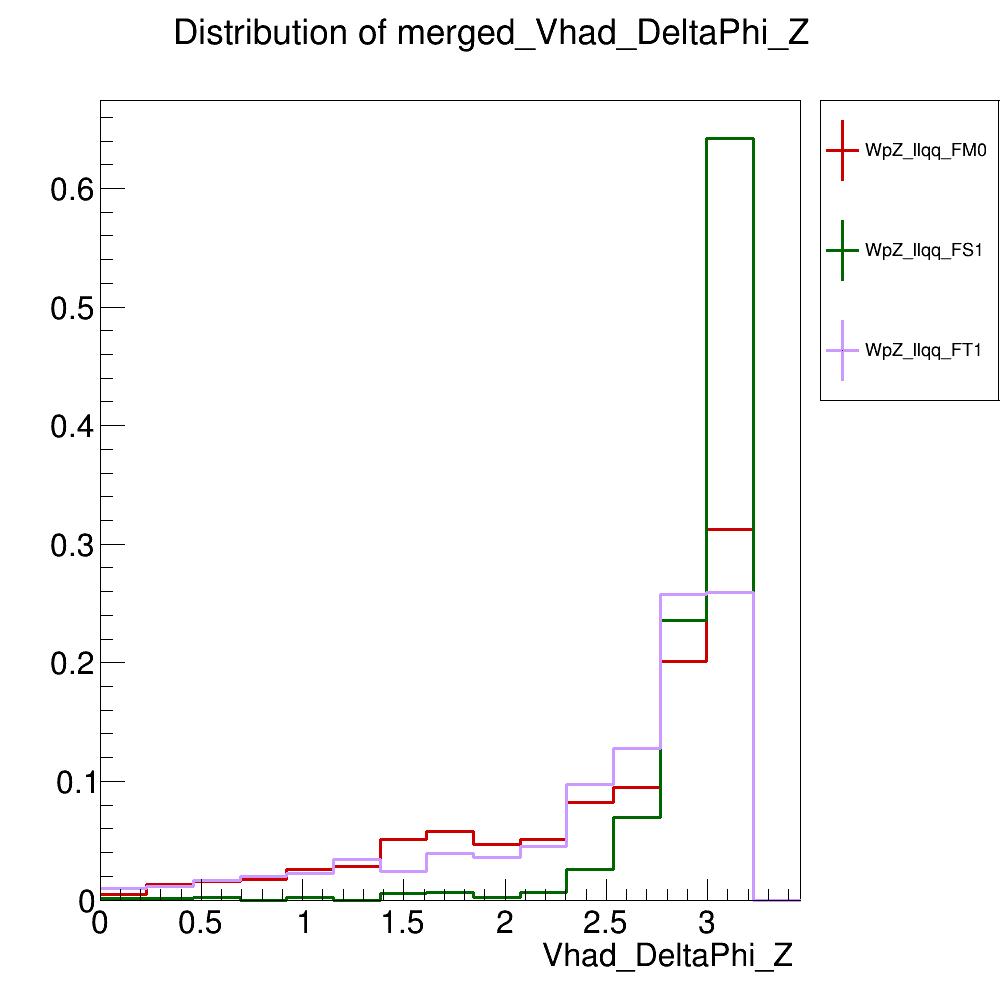 Distribution of merged_Vhad_DeltaPhi_Z
WpZ_llqq_FM0
WpZ_llqq_FS1
WpZ_llqq_FT1
0.6
0.5
0.4
0.3
0.2
0.1
0
0 0.5 1 1.5 2 2.5 3
Vhad_DeltaPhi_Z